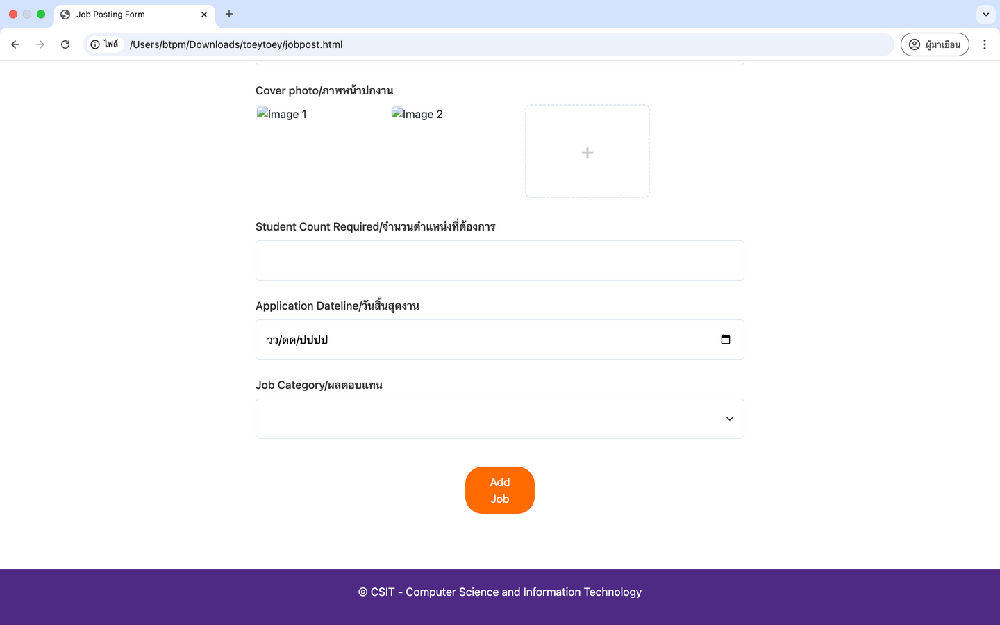 Job Posting Form
ไฟล์
/Users/btpm/Downloads/toeytoey/jobpost.html
ผู้มาเยือน
Cover photo/ภาพหน้าปกงาน
Image 1
Image 2
Student Count Required/จำนวนตำแหน่งที่ต้องการ
Application Dateline/วันสิ้นสุดงาน
วว/ดด/ปปปป
Job Category/ผลตอบแทน
Add
Job
© CSIT - Computer Science and Information Technology